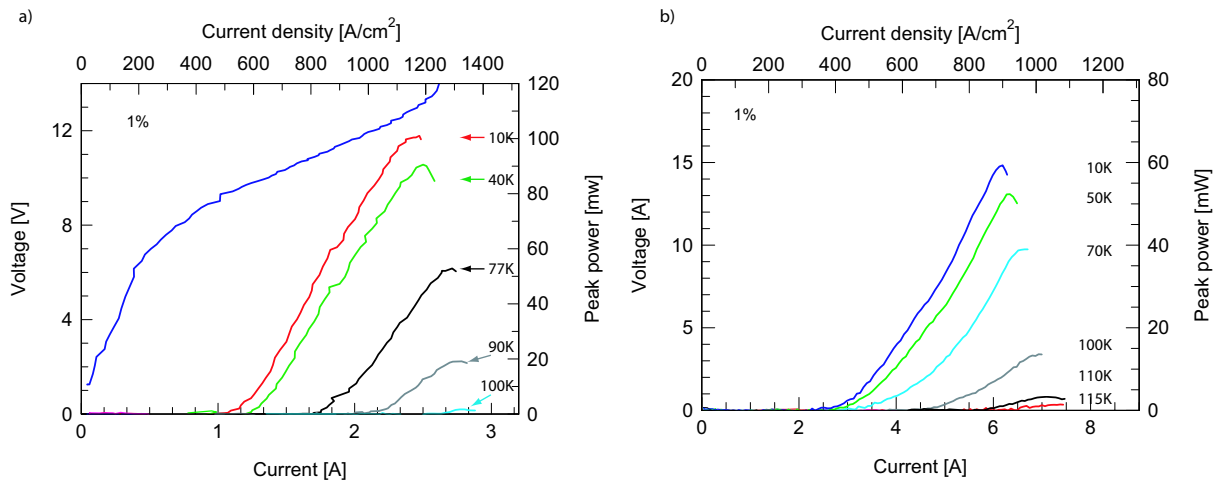 a)
Current density [A/cm²]
0 200 400 600 800 1000 1200 1400
1%
12
8
4
0
Voltage [V]
120
100
80
60
40
20
0
Peak power [mw]
10K
40K
77K
90K
100K
0 1 2 3
Current [A]
b)
Current density [A/cm²]
0 200 400 600 800 1000 1200
1%
20
15
10
5
0
Voltage [A]
80
60
40
20
0
Peak power [mW]
10K
50K
70K
100K
110K
115K
0 2 4 6 8
Current [A]